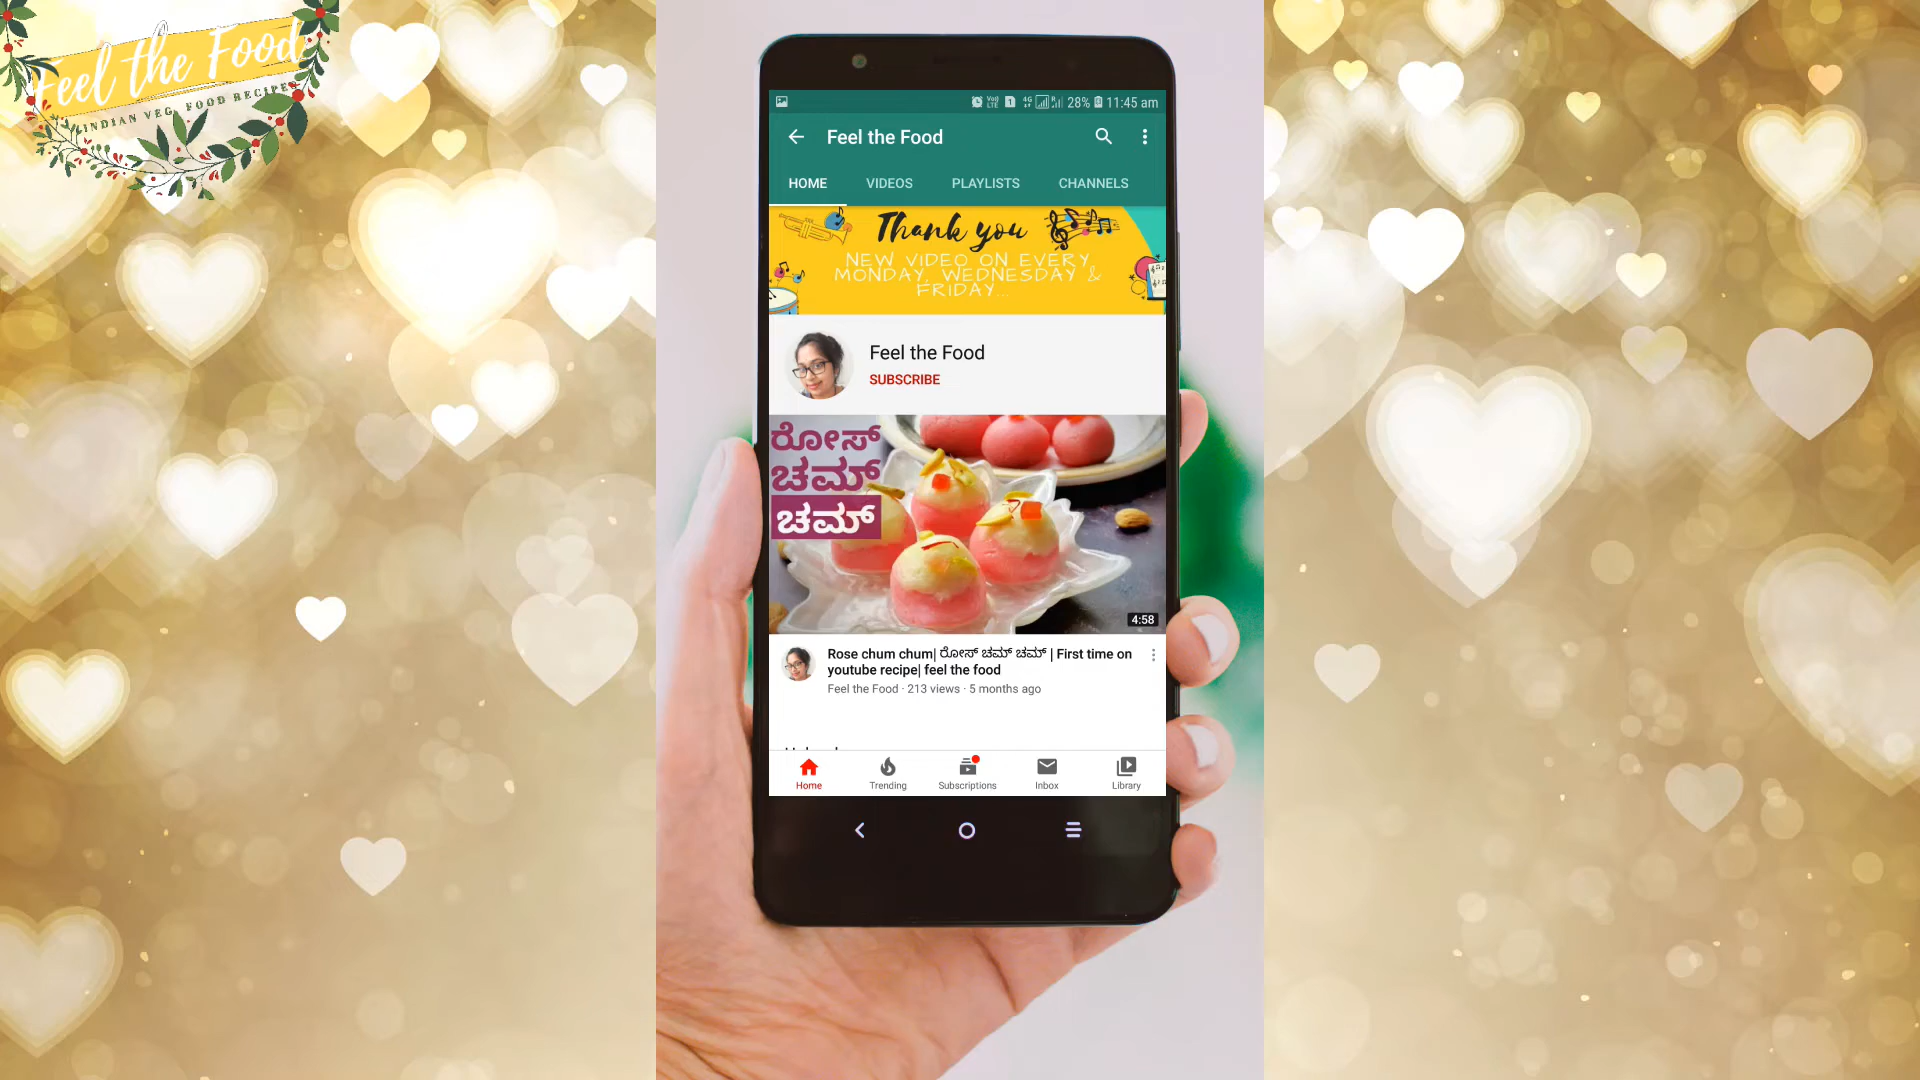 Feel the Food
INDIAN VEG. FOOD RECIPES
4G 28% 11:45 am
Feel the Food
HOME VIDEOS PLAYLISTS CHANNELS
Thank you
NEW VIDEO ON EVERY
MONDAY, WEDNESDAY &
FRIDAY...
Feel the Food
SUBSCRIBE
ರೋಸ್
ಚಮ್
ಚಮ್
4:58
Rose chum chum| ರೋಸ್ ಚಮ್ ಚಮ್ | First time on
youtube recipe| feel the food
Feel the Food · 213 views · 5 months ago
Home Trending Subscriptions Inbox Library